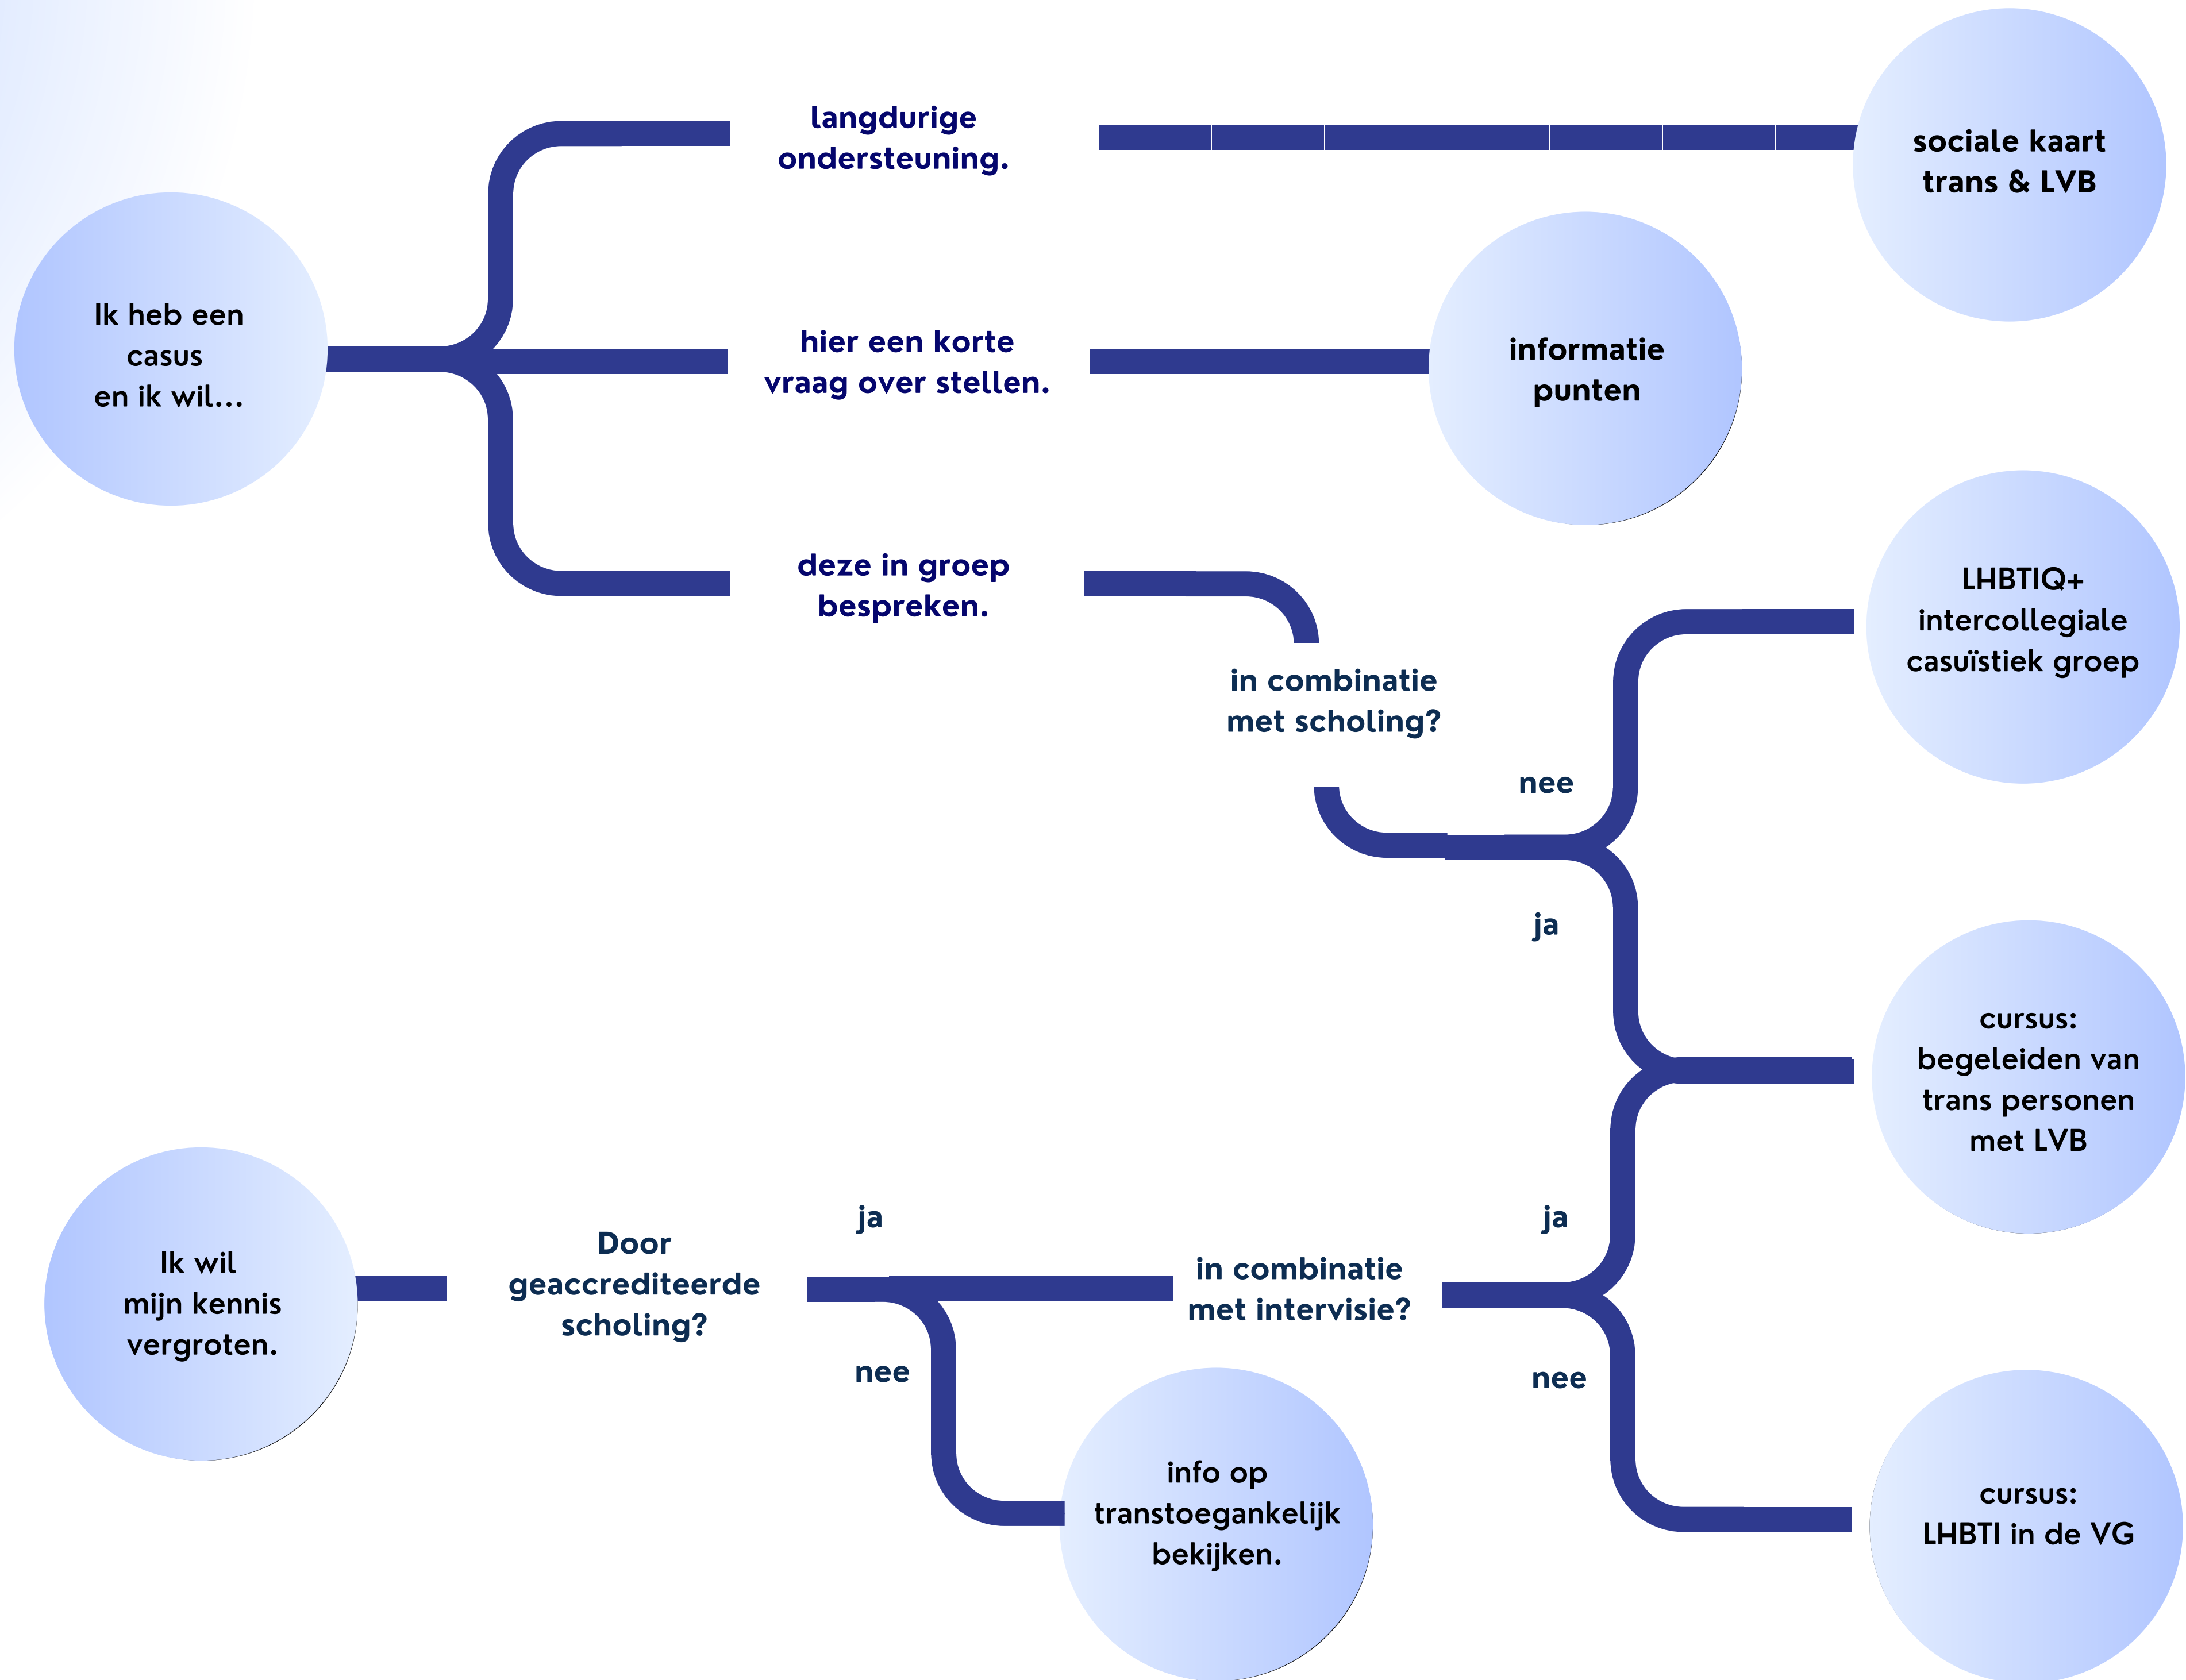 langdurige
ondersteuning.
sociale kaart
trans & LVB
Ik heb een
casus
en ik wil...
hier een korte
vraag over stellen.
informatie
punten
deze in groep
bespreken.
LHBTIQ+
intercollegiale
casuïstiek groep
in combinatie
met scholing?
nee
ja
cursus:
begeleiden van
trans personen
met LVB
Ik wil
mijn kennis
vergroten.
Door
geaccrediteerde
scholing?
ja
nee
in combinatie
met intervisie?
ja
nee
info op
transtoegankelijk
bekijken.
cursus:
LHBTI in de VG